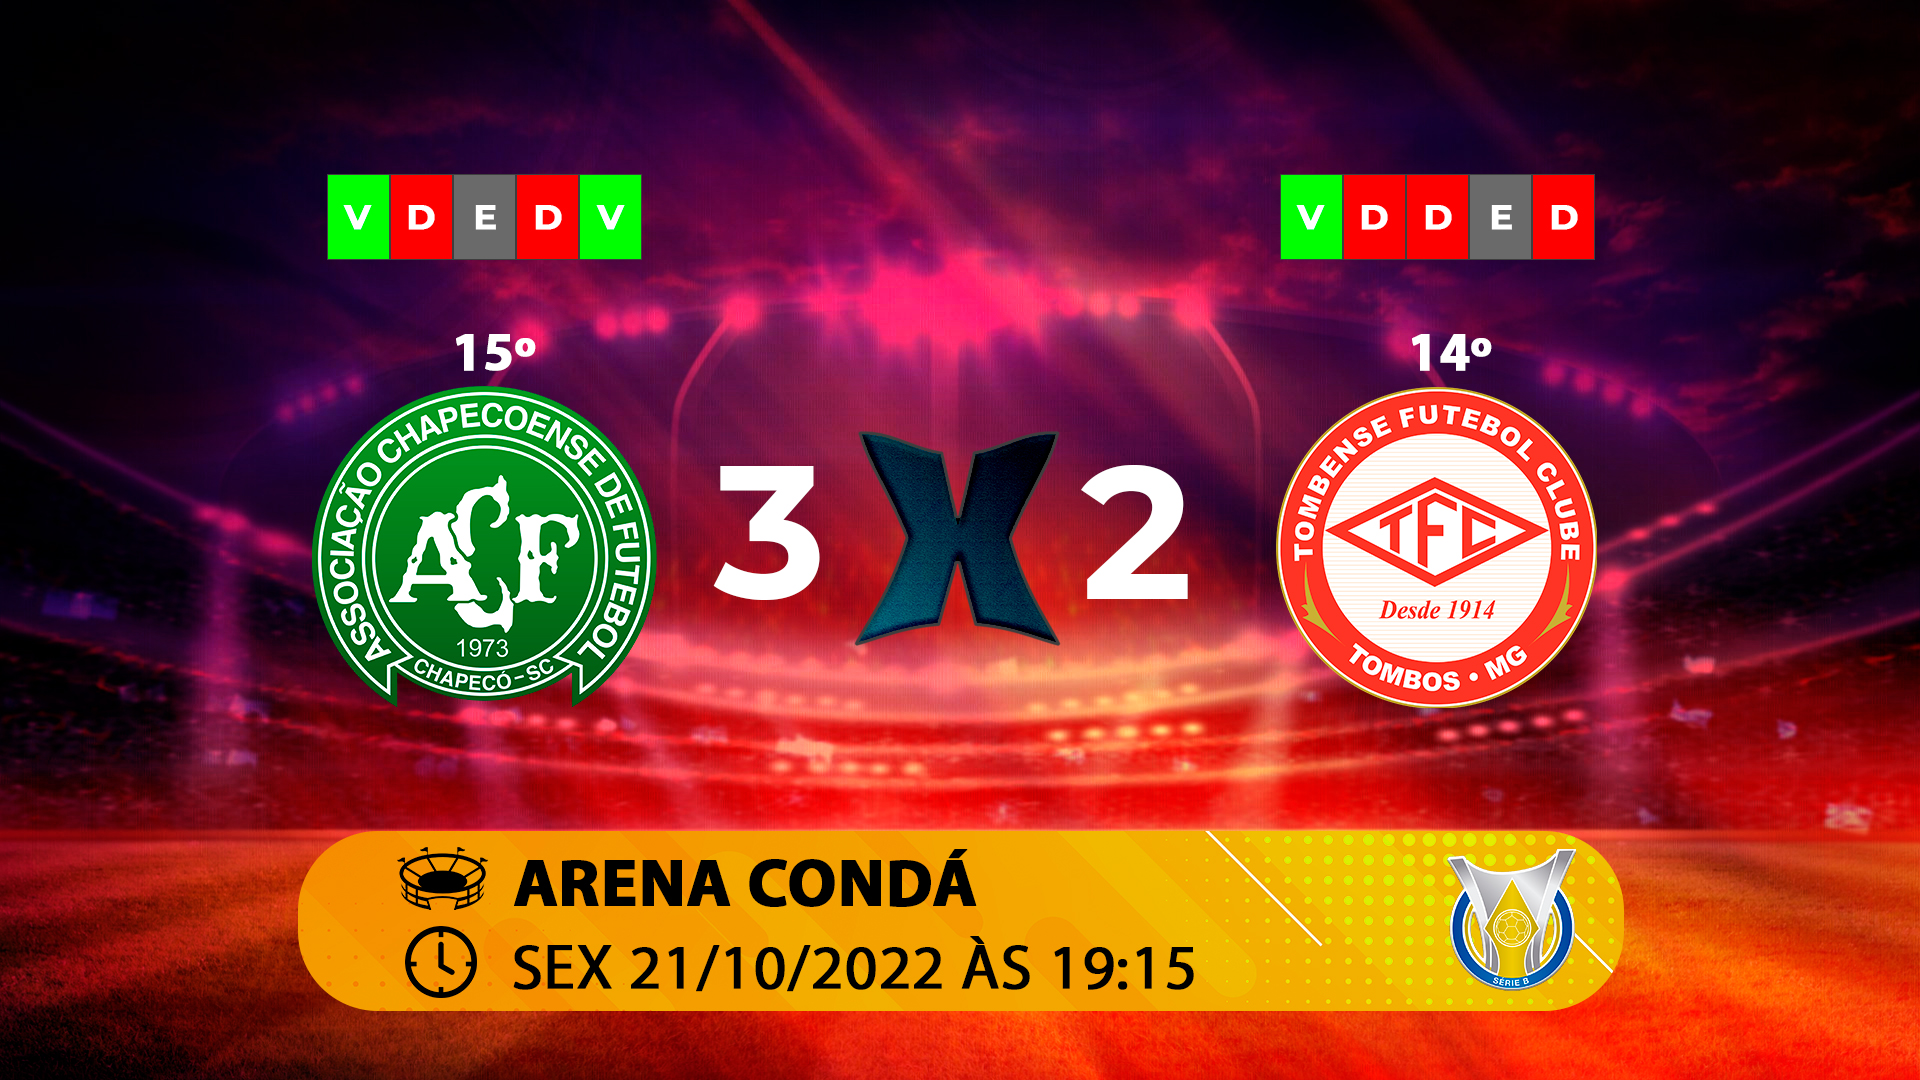 V D E D V
V D D E D
15º
14º
ASSOCIAÇÃO CHAPECOENSE DE FUTEBOL
ACF
1973
CHAPECÓ-SC
3 X 2
TOMBENSE FUTEBOL CLUBE
TFC
Desde 1914
TOMBOS • MG
ARENA CONDÁ
SEX 21/10/2022 ÀS 19:15
SÉRIE B